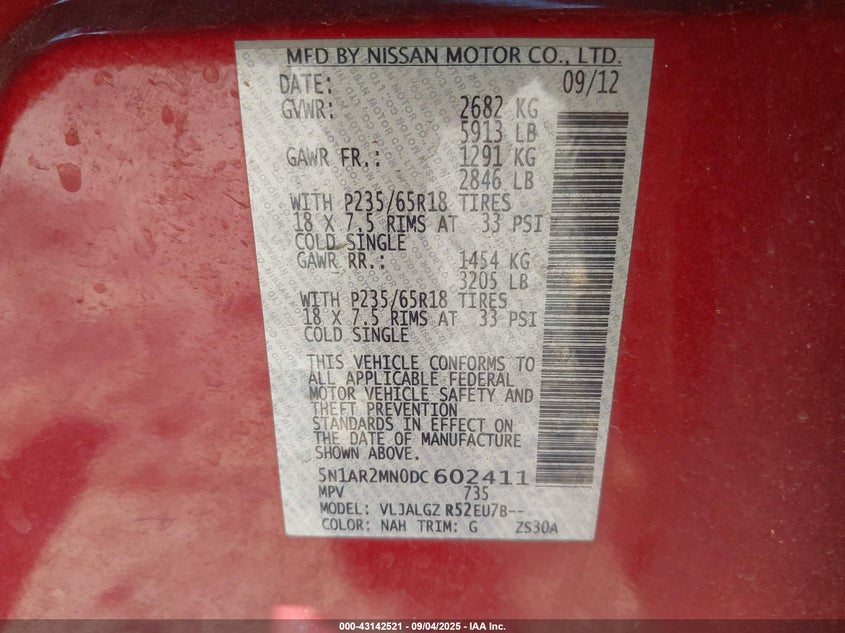 MFD BY NISSAN MOTOR CO., LTD.
DATE: 09/12
GVWR: 2682 KG
5913 LB
GAWR FR.: 1291 KG
2846 LB
WITH P235/65R18 TIRES
18 X 7.5 RIMS AT 33 PSI
COLD SINGLE
GAWR RR.: 1454 KG
3205 LB
WITH P235/65R18 TIRES
18 X 7.5 RIMS AT 33 PSI
COLD SINGLE
THIS VEHICLE CONFORMS TO
ALL APPLICABLE FEDERAL
MOTOR VEHICLE SAFETY AND
THEFT PREVENTION
STANDARDS IN EFFECT ON
THE DATE OF MANUFACTURE
SHOWN ABOVE.
5N1AR2MN0DC602411
MPV 735
MODEL: VLJALGZ R52EU7B--
COLOR: NAH TRIM: G ZS30A
000-43142521 - 09/04/2025 - IAA Inc.